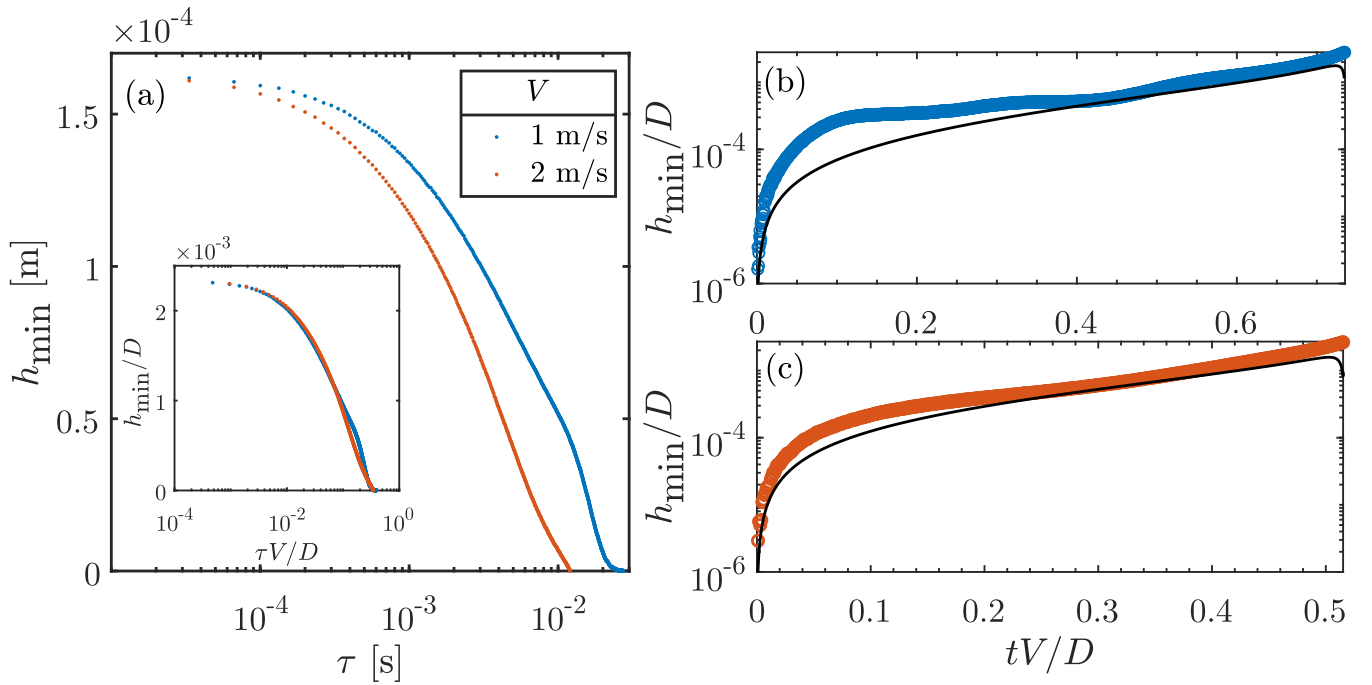 ×10⁻⁴
(a)
V
1 m/s
2 m/s
1.5
1
0.5
0
h_min [m]
10⁻⁴
10⁻³
10⁻²
τ [s]
×10⁻³
2
1
0
h_min/D
10⁻⁴
10⁻²
10⁰
τV/D
(b)
10⁻⁴
10⁻⁶
h_min/D
0
0.2
0.4
0.6
(c)
10⁻⁴
10⁻⁶
h_min/D
0
0.1
0.2
0.3
0.4
0.5
tV/D